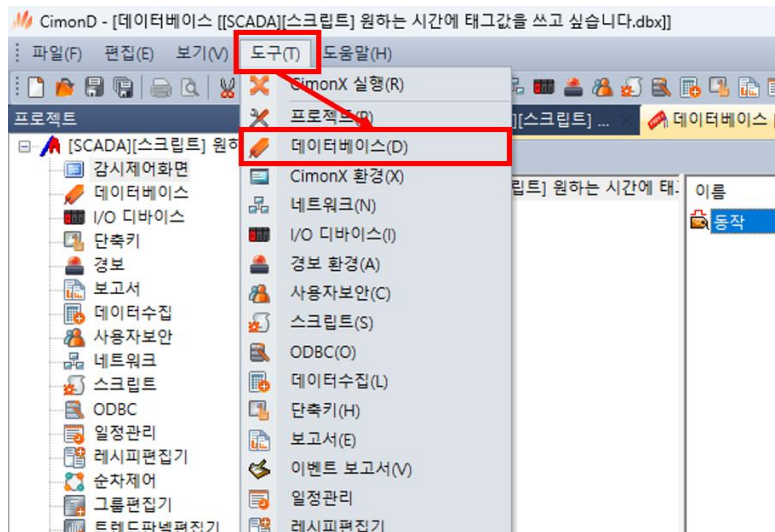 CimonD - [데이터베이스 [[SCADA][스크립트] 원하는 시간에 태그값을 쓰고 싶습니다.dbx]]
파일(F) 편집(E) 보기(V) 도구(T) 도움말(H)
프로젝트
[SCADA][스크립트] 원하
감시제어화면
데이터베이스
I/O 디바이스
단축키
경보
보고서
데이터수집
사용자보안
네트워크
스크립트
ODBC
일정관리
레시피편집기
순차제어
그룹편집기
트렌드판넬편집기
CimonX 실행(R)
프로젝트(P)
데이터베이스(D)
CimonX 환경(X)
네트워크(N)
I/O 디바이스(I)
경보 환경(A)
사용자보안(C)
스크립트(S)
ODBC(O)
데이터수집(L)
단축키(H)
보고서(E)
이벤트 보고서(V)
일정관리
레시피편집기
][스크립트] ...
데이터베이스
립트] 원하는 시간에 태
이름
동작